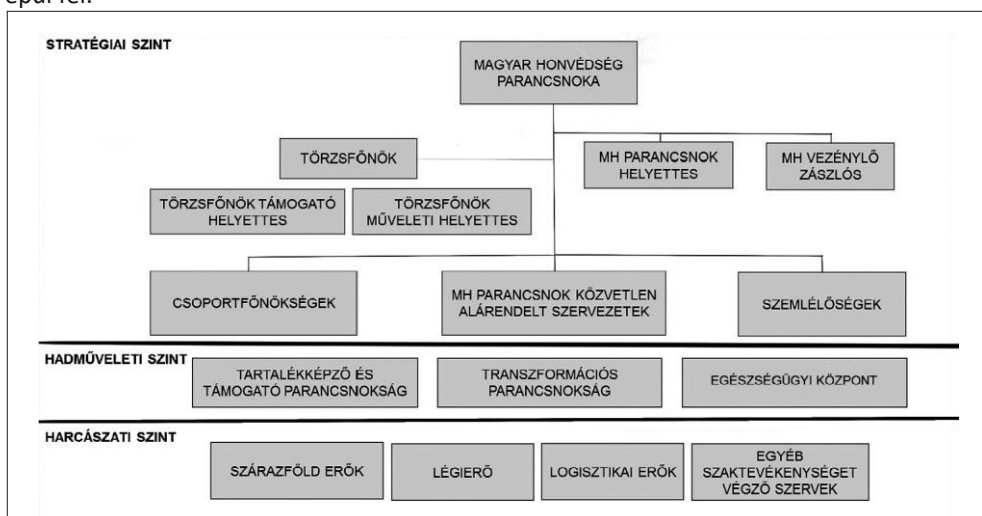 épül fel.
STRATÉGIAI SZINT
MAGYAR HONVÉDSÉG
PARANCSNOKA
TÖRZSFŐNÖK
MH PARANCSNOK
HELYETTES
MH VEZÉNYLŐ
ZÁSZLÓS
TÖRZSFŐNÖK TÁMOGATÓ
HELYETTES
TÖRZSFŐNÖK
MŰVELETI HELYETTES
CSOPORTFŐNÖKSÉGEK
MH PARANCSNOK KÖZVETLEN
ALÁRENDELT SZERVEZETEK
SZEMLÉLŐSÉGEK
HADMŰVELETI SZINT
TARTALÉKKÉPZŐ ÉS
TÁMOGATÓ PARANCSNOKSÁG
TRANSZFORMÁCIÓS
PARANCSNOKSÁG
EGÉSZSÉGÜGYI KÖZPONT
HARCÁSZATI SZINT
SZÁRAZFÖLD ERŐK
LÉGIERŐ
LOGISZTIKAI ERŐK
EGYÉB
SZAKTEVÉKENYSÉGET
VÉGZŐ SZERVEK